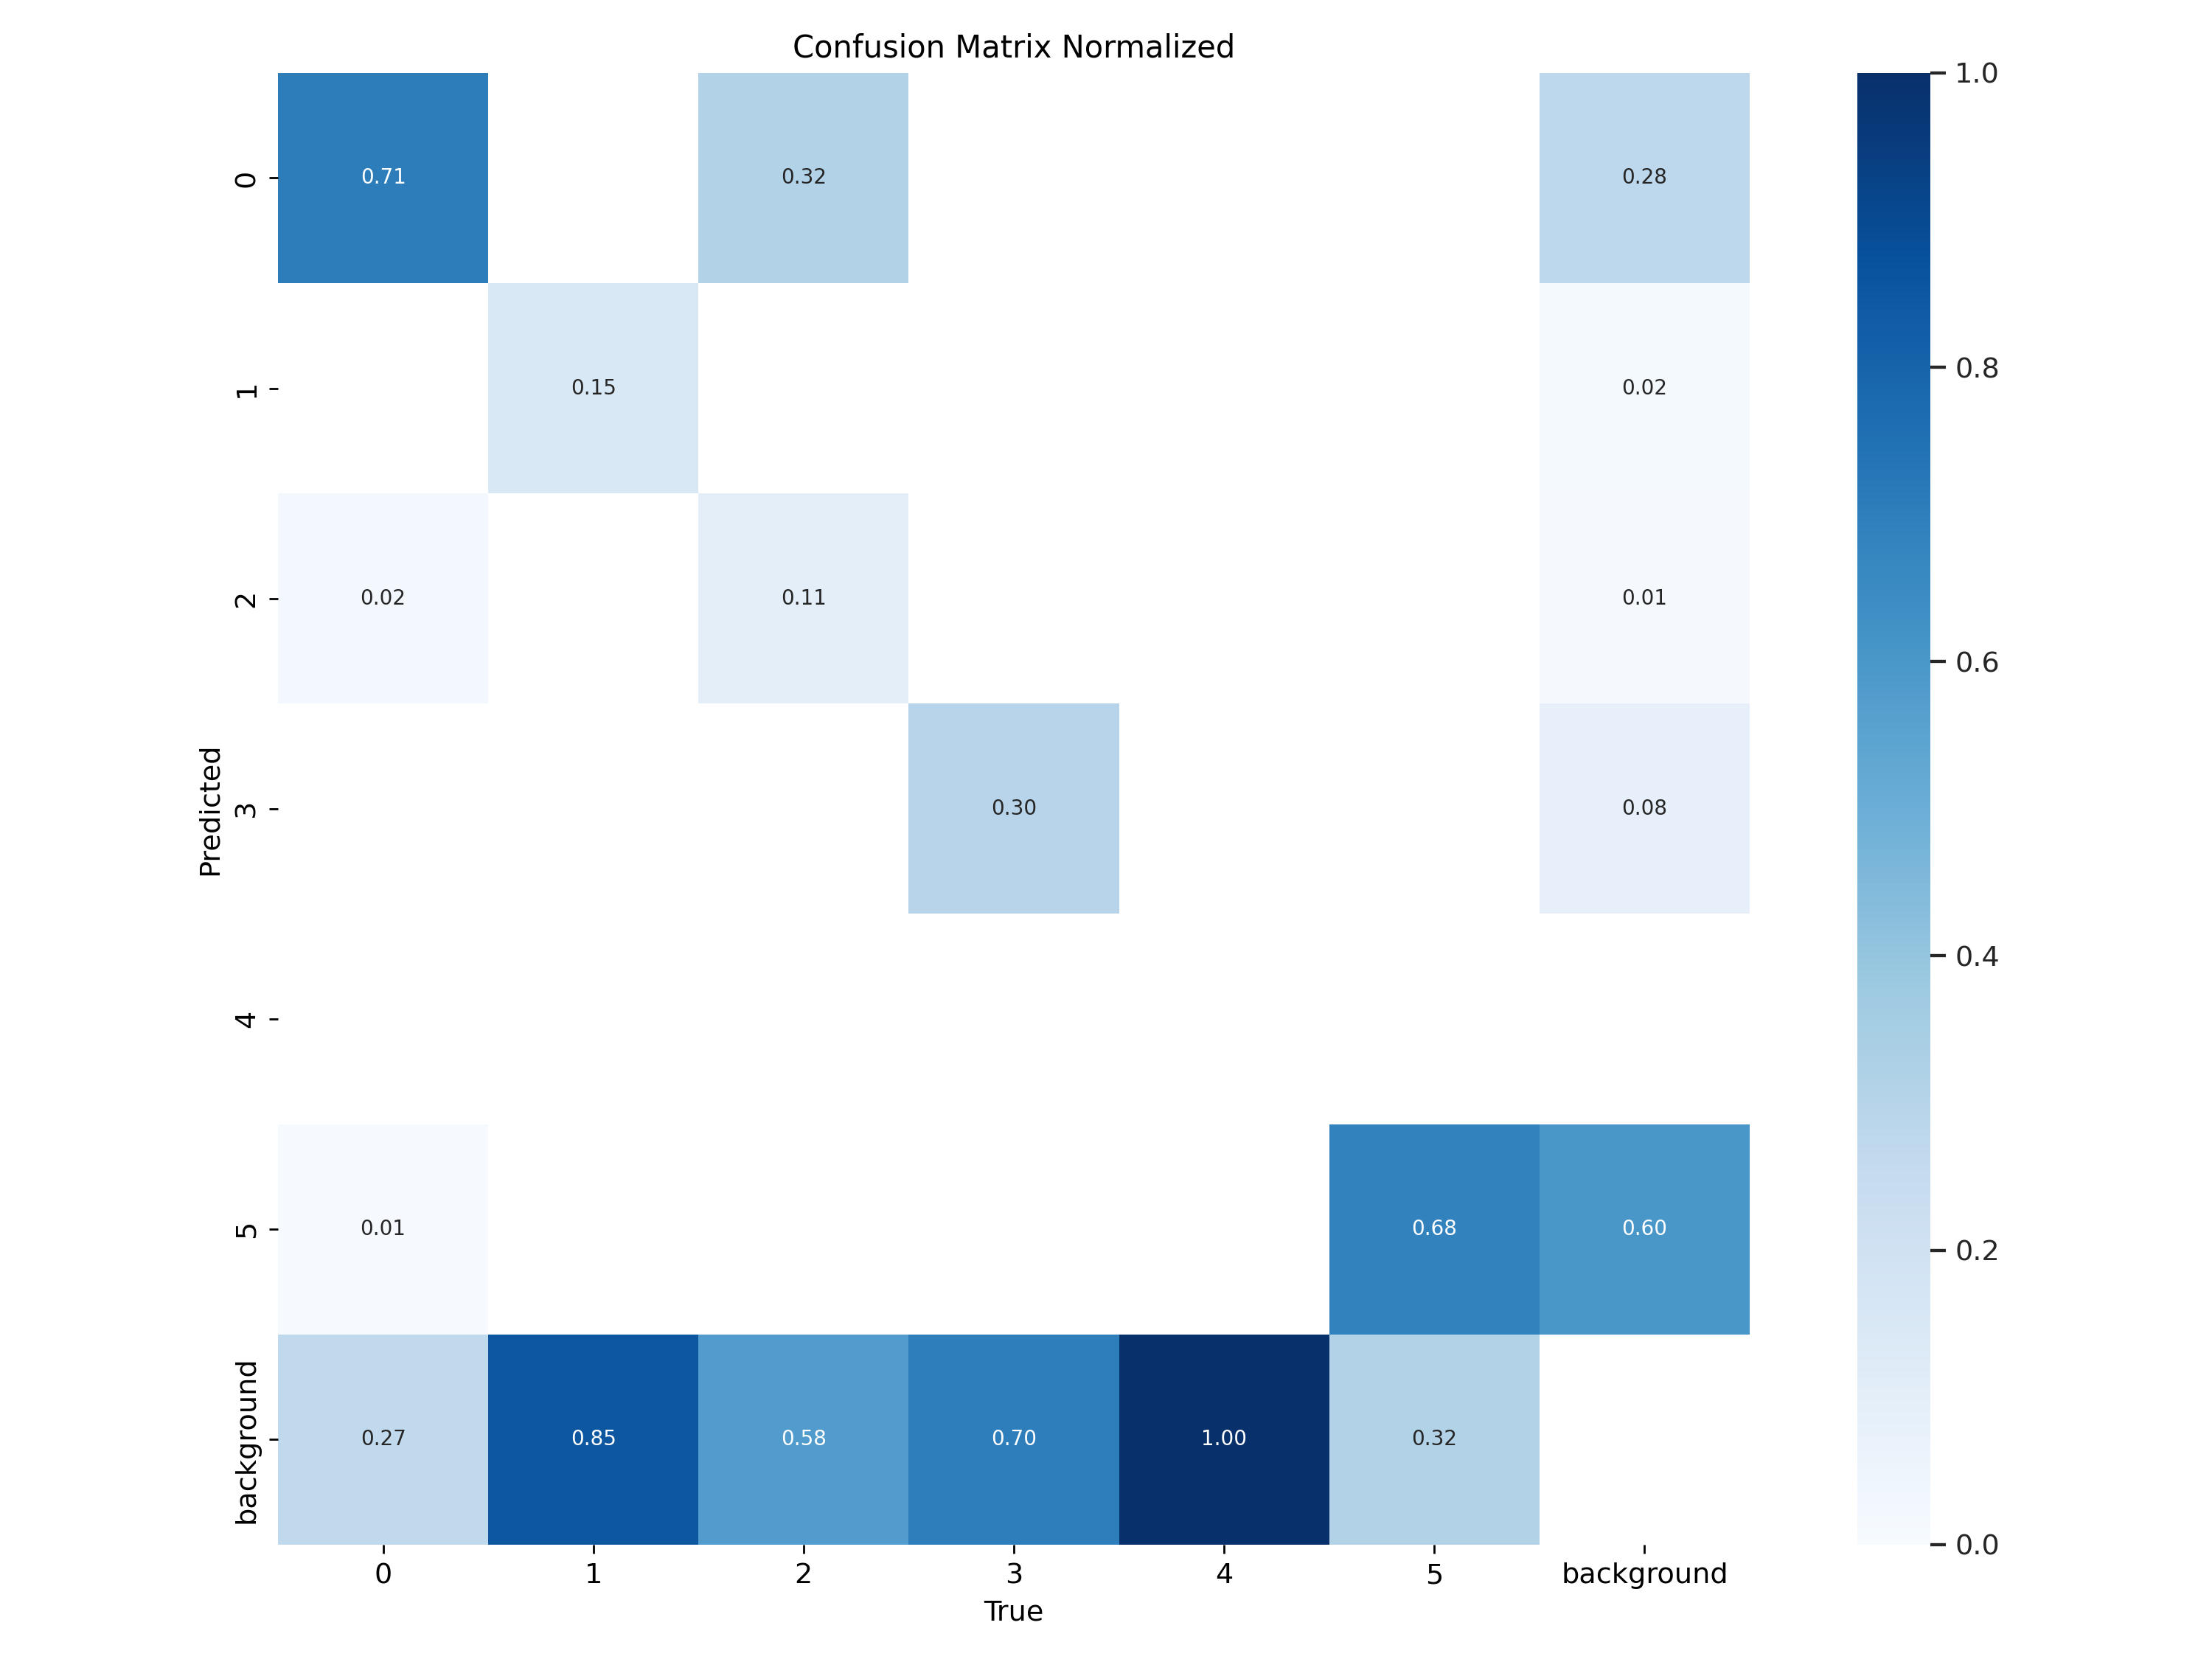 Confusion Matrix Normalized
0 0.71 0.32 0.28
1 0.15 0.02
2 0.02 0.11 0.01
3 0.30 0.08
4
5 0.01 0.68 0.60
background 0.27 0.85 0.58 0.70 1.00 0.32
0 1 2 3 4 5 background
True
Predicted
1.0
0.8
0.6
0.4
0.2
0.0